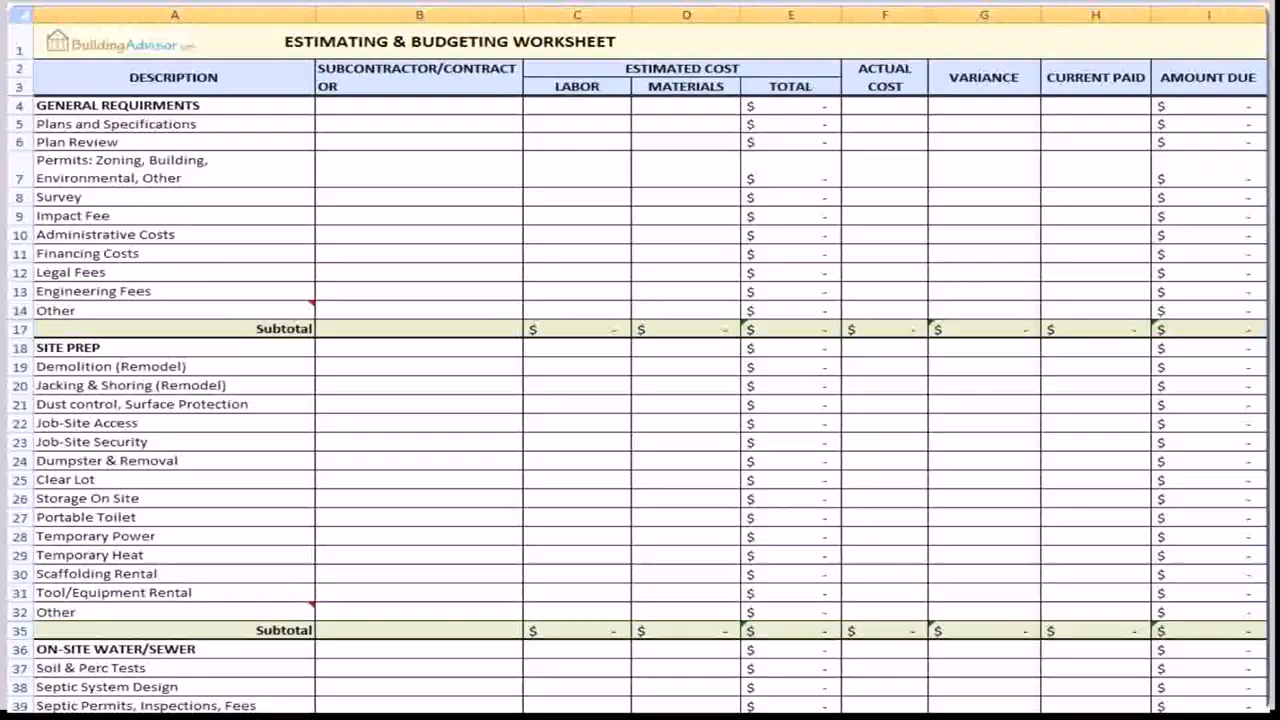 A B C D E F G H I
1 BuildingAdvisor.com ESTIMATING & BUDGETING WORKSHEET
2 DESCRIPTION SUBCONTRACTOR/CONTRACT ESTIMATED COST ACTUAL VARIANCE CURRENT PAID AMOUNT DUE
3 OR LABOR MATERIALS TOTAL COST
4 GENERAL REQUIRMENTS $ - $ -
5 Plans and Specifications $ - $ -
6 Plan Review $ - $ -
Permits: Zoning, Building,
7 Environmental, Other $ - $ -
8 Survey $ - $ -
9 Impact Fee $ - $ -
10 Administrative Costs $ - $ -
11 Financing Costs $ - $ -
12 Legal Fees $ - $ -
13 Engineering Fees $ - $ -
14 Other $ - $ -
17 Subtotal $ - $ - $ - $ - $ - $ - $ -
18 SITE PREP $ - $ -
19 Demolition (Remodel) $ - $ -
20 Jacking & Shoring (Remodel) $ - $ -
21 Dust control, Surface Protection $ - $ -
22 Job-Site Access $ - $ -
23 Job-Site Security $ - $ -
24 Dumpster & Removal $ - $ -
25 Clear Lot $ - $ -
26 Storage On Site $ - $ -
27 Portable Toilet $ - $ -
28 Temporary Power $ - $ -
29 Temporary Heat $ - $ -
30 Scaffolding Rental $ - $ -
31 Tool/Equipment Rental $ - $ -
32 Other $ - $ -
35 Subtotal $ - $ - $ - $ - $ - $ - $ -
36 ON-SITE WATER/SEWER $ - $ -
37 Soil & Perc Tests $ - $ -
38 Septic System Design $ - $ -
39 Septic Permits, Inspections, Fees $ - $ -